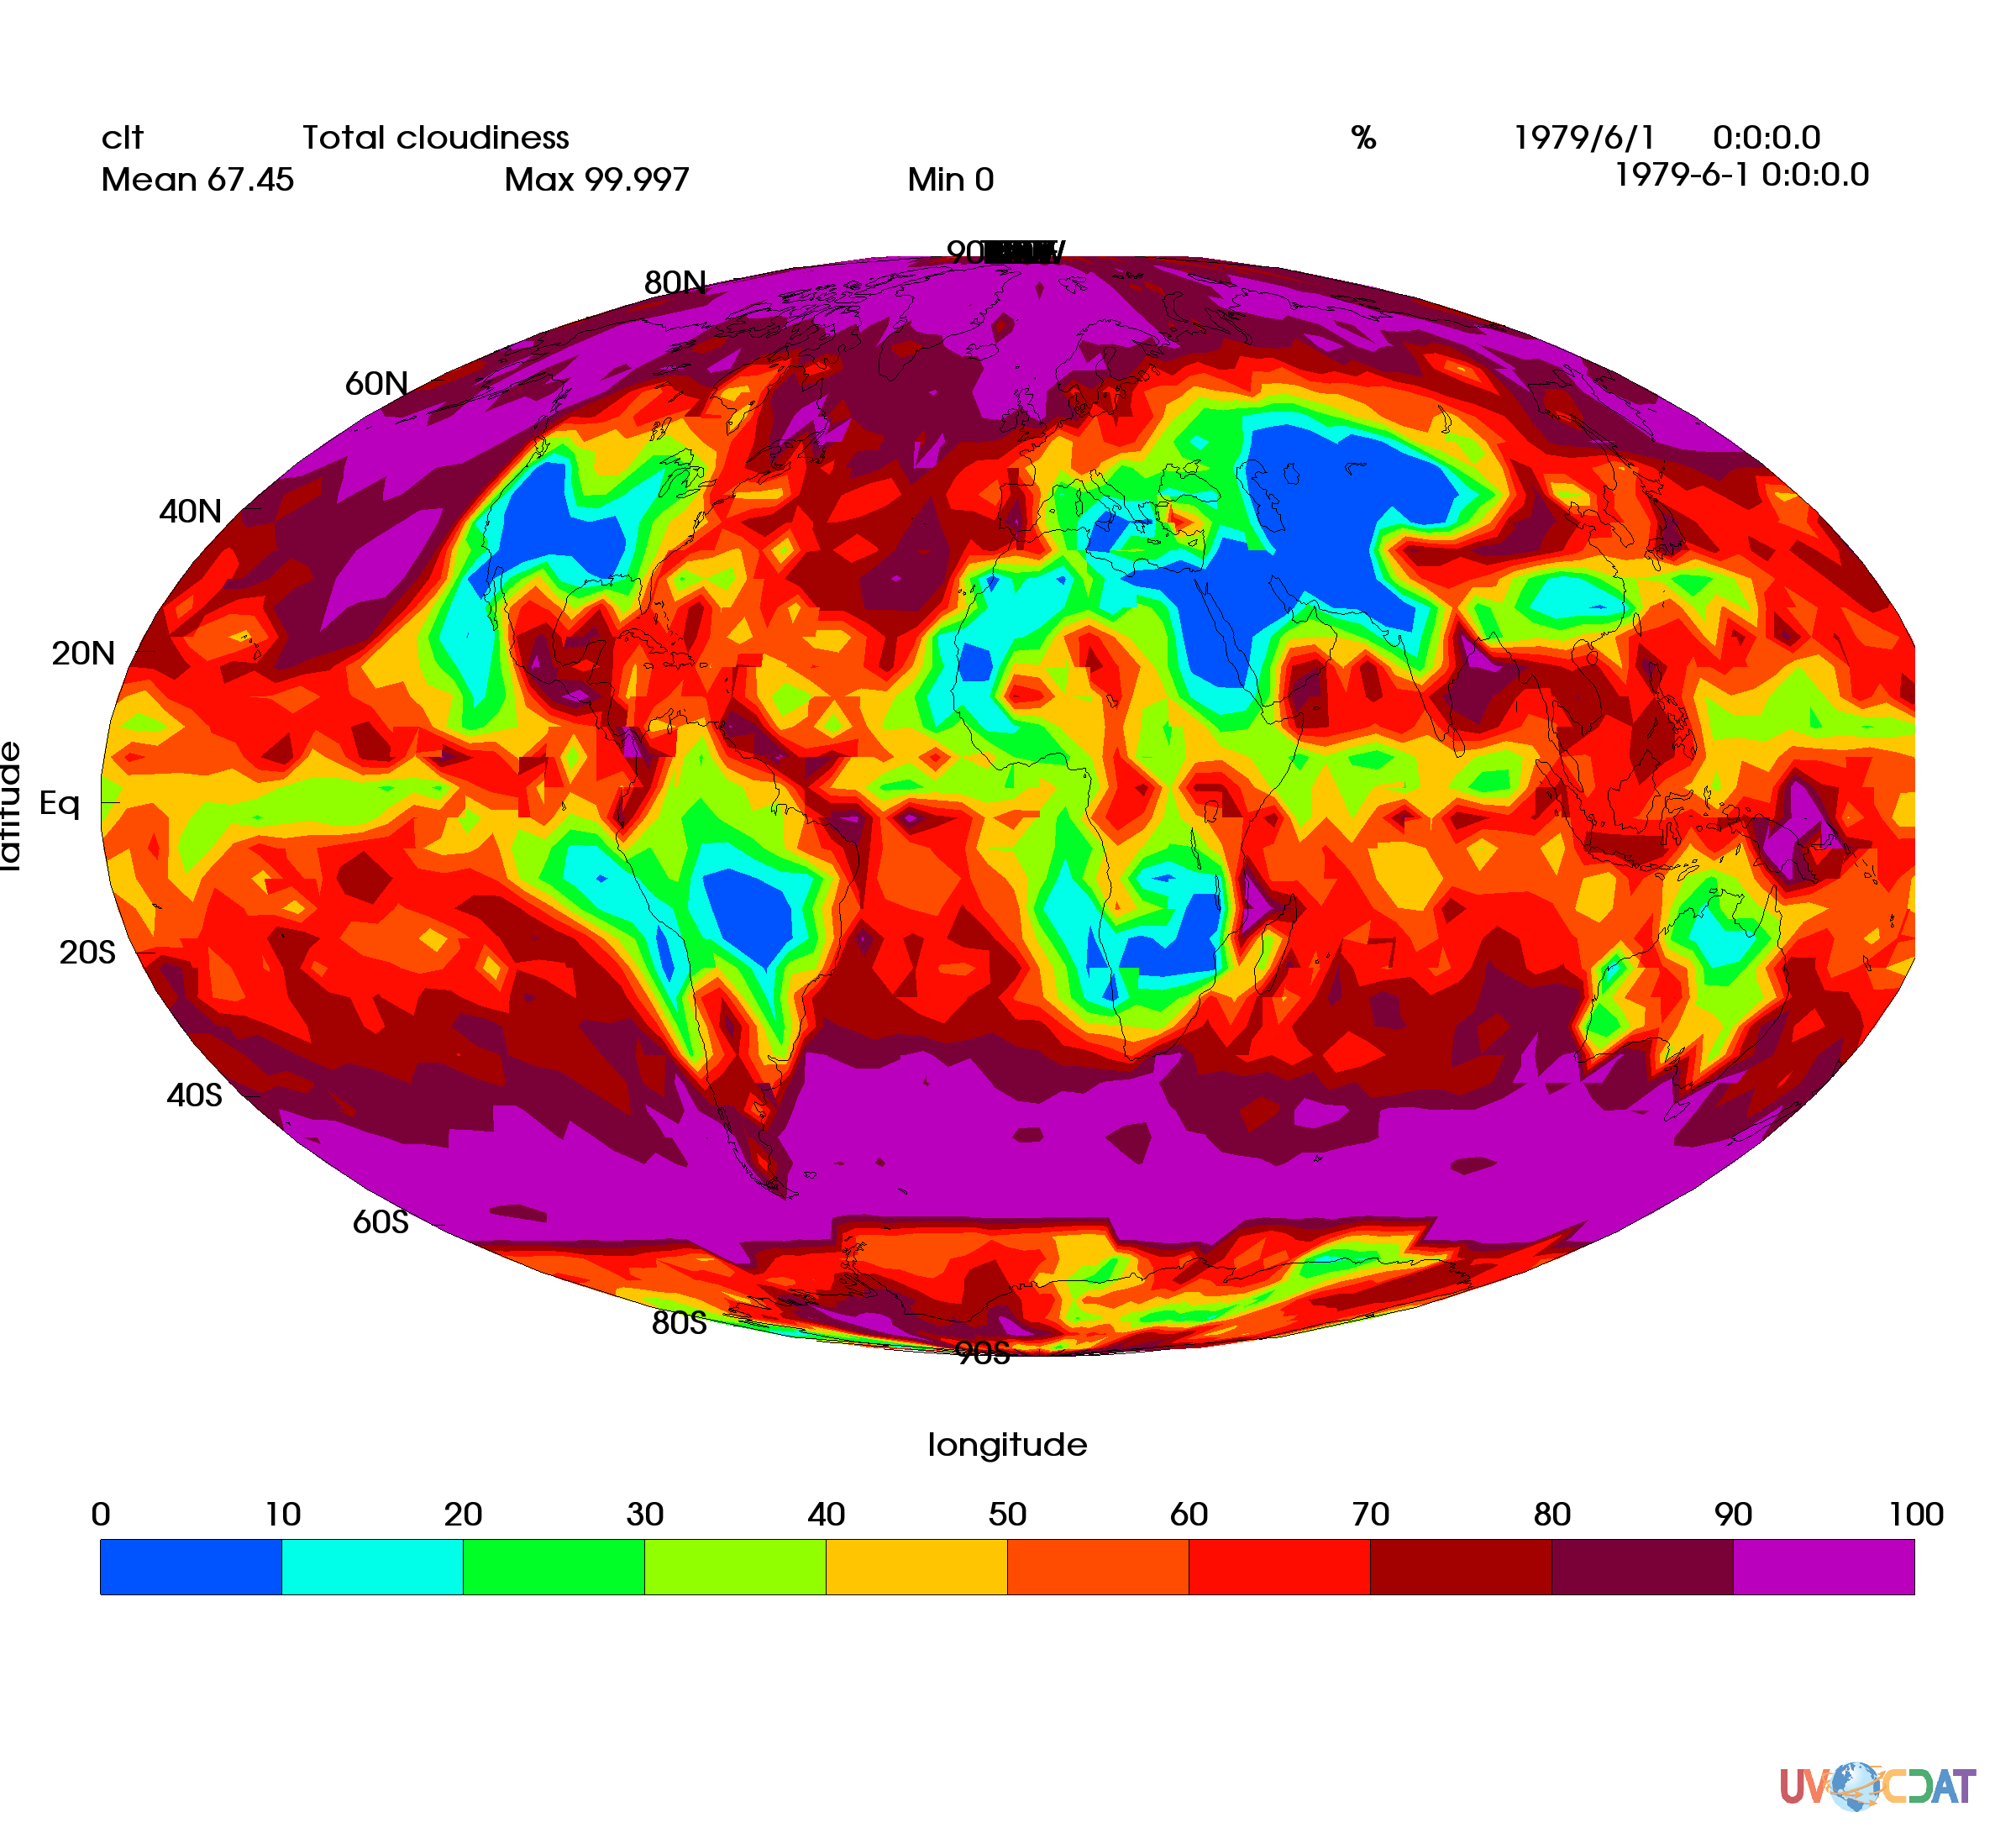 clt Total cloudiness % 1979/6/1 0:0:0.0
Mean 67.45 Max 99.997 Min 0 1979-6-1 0:0:0.0
80N
60N
40N
20N
latitude
Eq
20S
40S
60S
80S
90S
longitude
0 10 20 30 40 50 60 70 80 90 100
UV CDAT